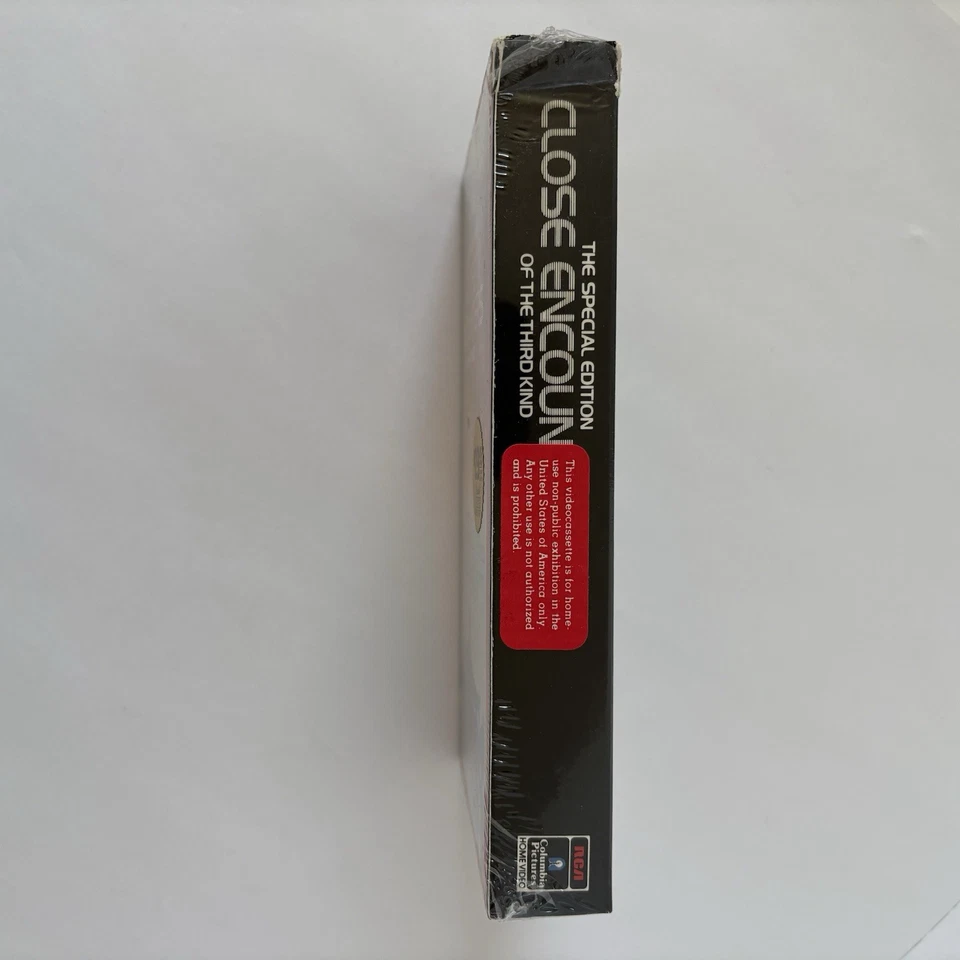 THE SPECIAL EDITION
CLOSE ENCOUN
OF THE THIRD KIND
This videocassette is for home-
use non-public exhibition in the
United States of America only.
Any other use is not authorized
and is prohibited.
RCA
Columbia
Pictures
HOME VIDEO